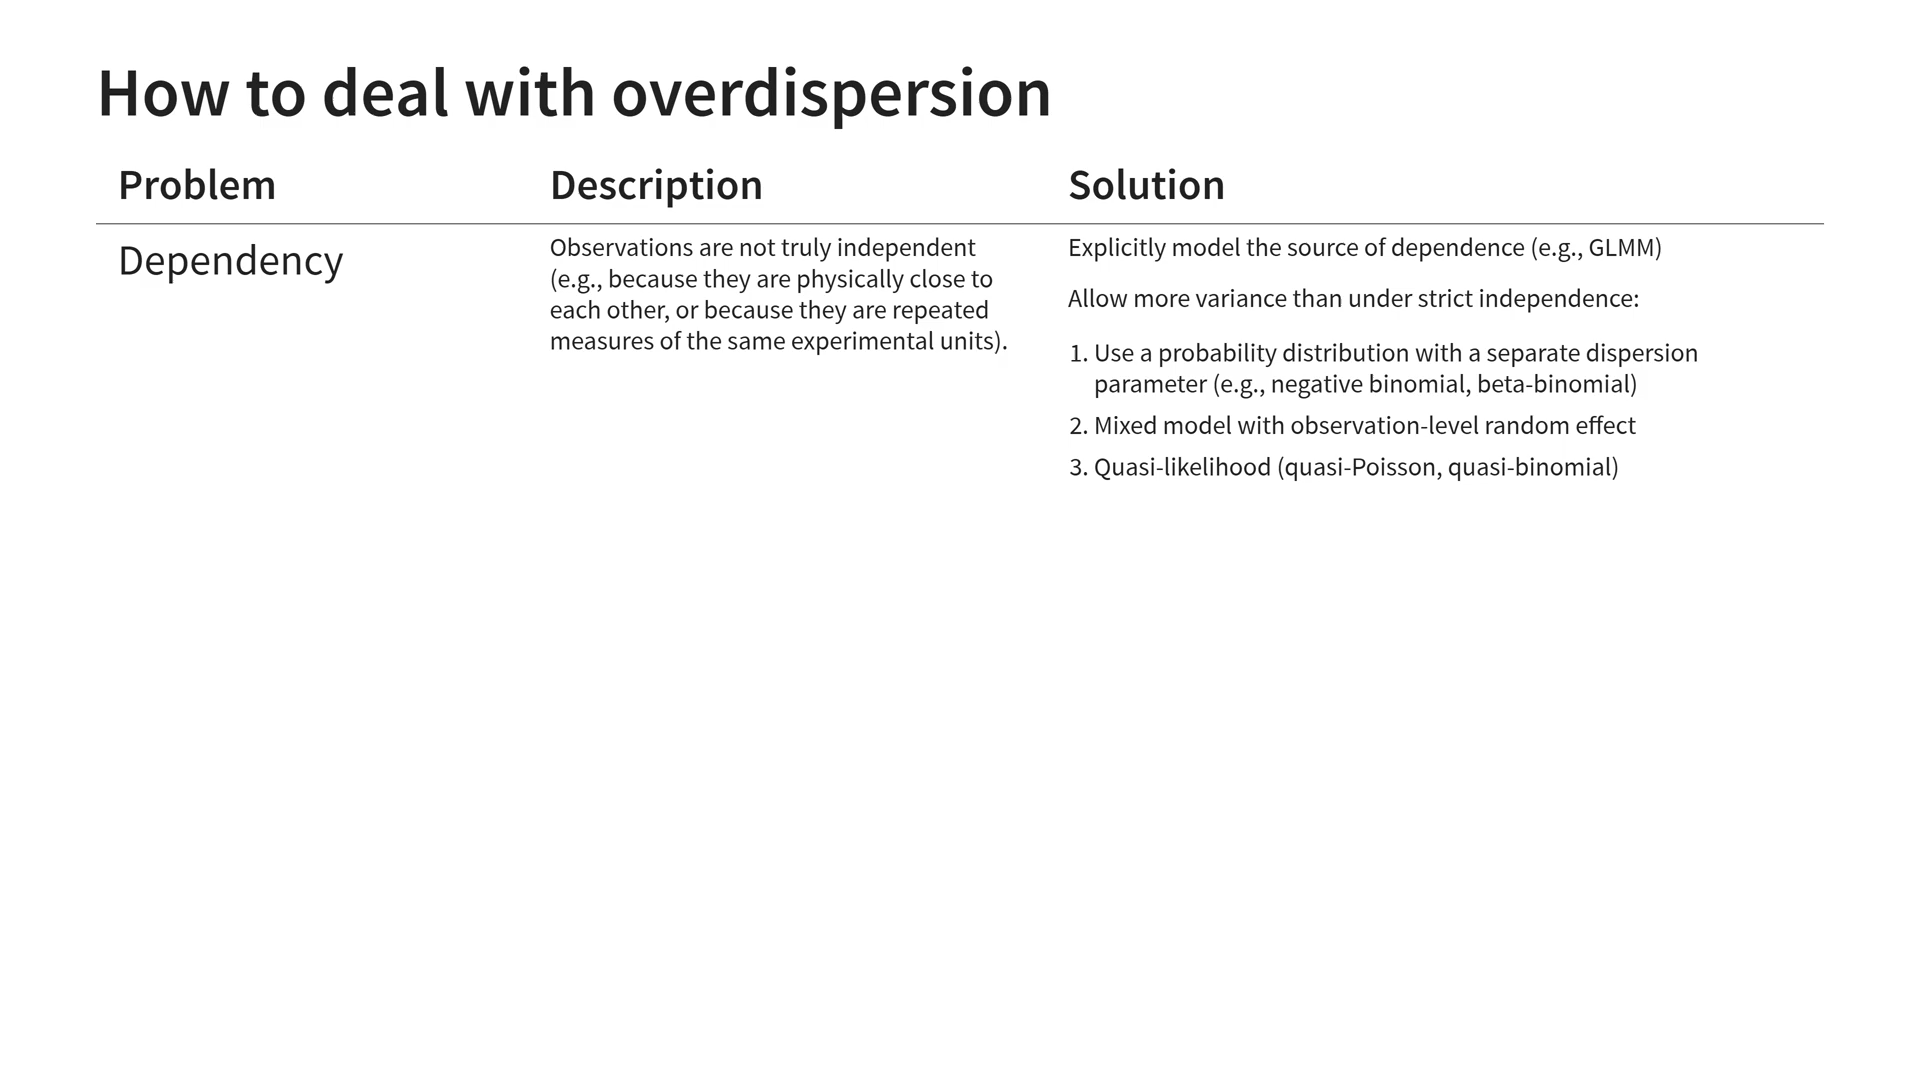 How to deal with overdispersion
Problem
Description
Solution
Dependency
Observations are not truly independent
(e.g., because they are physically close to
each other, or because they are repeated
measures of the same experimental units).
Explicitly model the source of dependence (e.g., GLMM)
Allow more variance than under strict independence:
1. Use a probability distribution with a separate dispersion
parameter (e.g., negative binomial, beta-binomial)
2. Mixed model with observation-level random effect
3. Quasi-likelihood (quasi-Poisson, quasi-binomial)